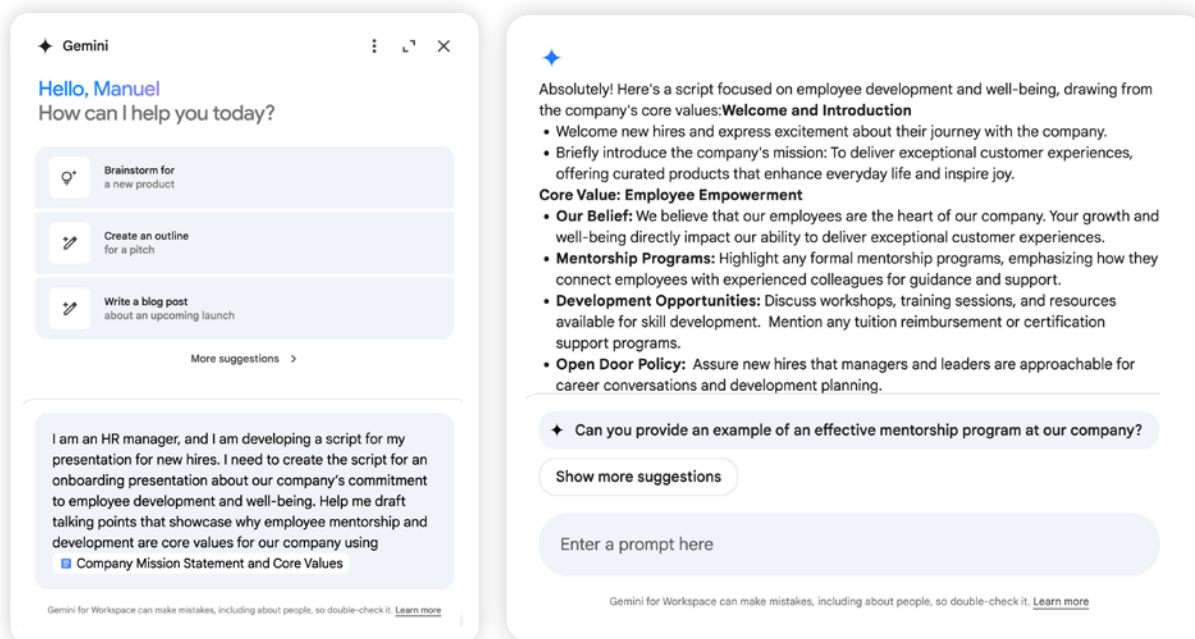 Gemini
Hello, Manuel
How can I help you today?
Brainstorm for
a new product
Create an outline
for a pitch
Write a blog post
about an upcoming launch
More suggestions
I am an HR manager, and I am developing a script for my
presentation for new hires. I need to create the script for an
onboarding presentation about our company's commitment
to employee development and well-being. Help me draft
talking points that showcase why employee mentorship and
development are core values for our company using
Company Mission Statement and Core Values
Gemini for Workspace can make mistakes, including about people, so double-check it. Learn more
Absolutely! Here's a script focused on employee development and well-being, drawing from
the company's core values:Welcome and Introduction
• Welcome new hires and express excitement about their journey with the company.
• Briefly introduce the company's mission: To deliver exceptional customer experiences,
offering curated products that enhance everyday life and inspire joy.
Core Value: Employee Empowerment
• Our Belief: We believe that our employees are the heart of our company. Your growth and
well-being directly impact our ability to deliver exceptional customer experiences.
• Mentorship Programs: Highlight any formal mentorship programs, emphasizing how they
connect employees with experienced colleagues for guidance and support.
• Development Opportunities: Discuss workshops, training sessions, and resources
available for skill development. Mention any tuition reimbursement or certification
support programs.
• Open Door Policy: Assure new hires that managers and leaders are approachable for
career conversations and development planning.
Can you provide an example of an effective mentorship program at our company?
Show more suggestions
Enter a prompt here
Gemini for Workspace can make mistakes, including about people, so double-check it. Learn more